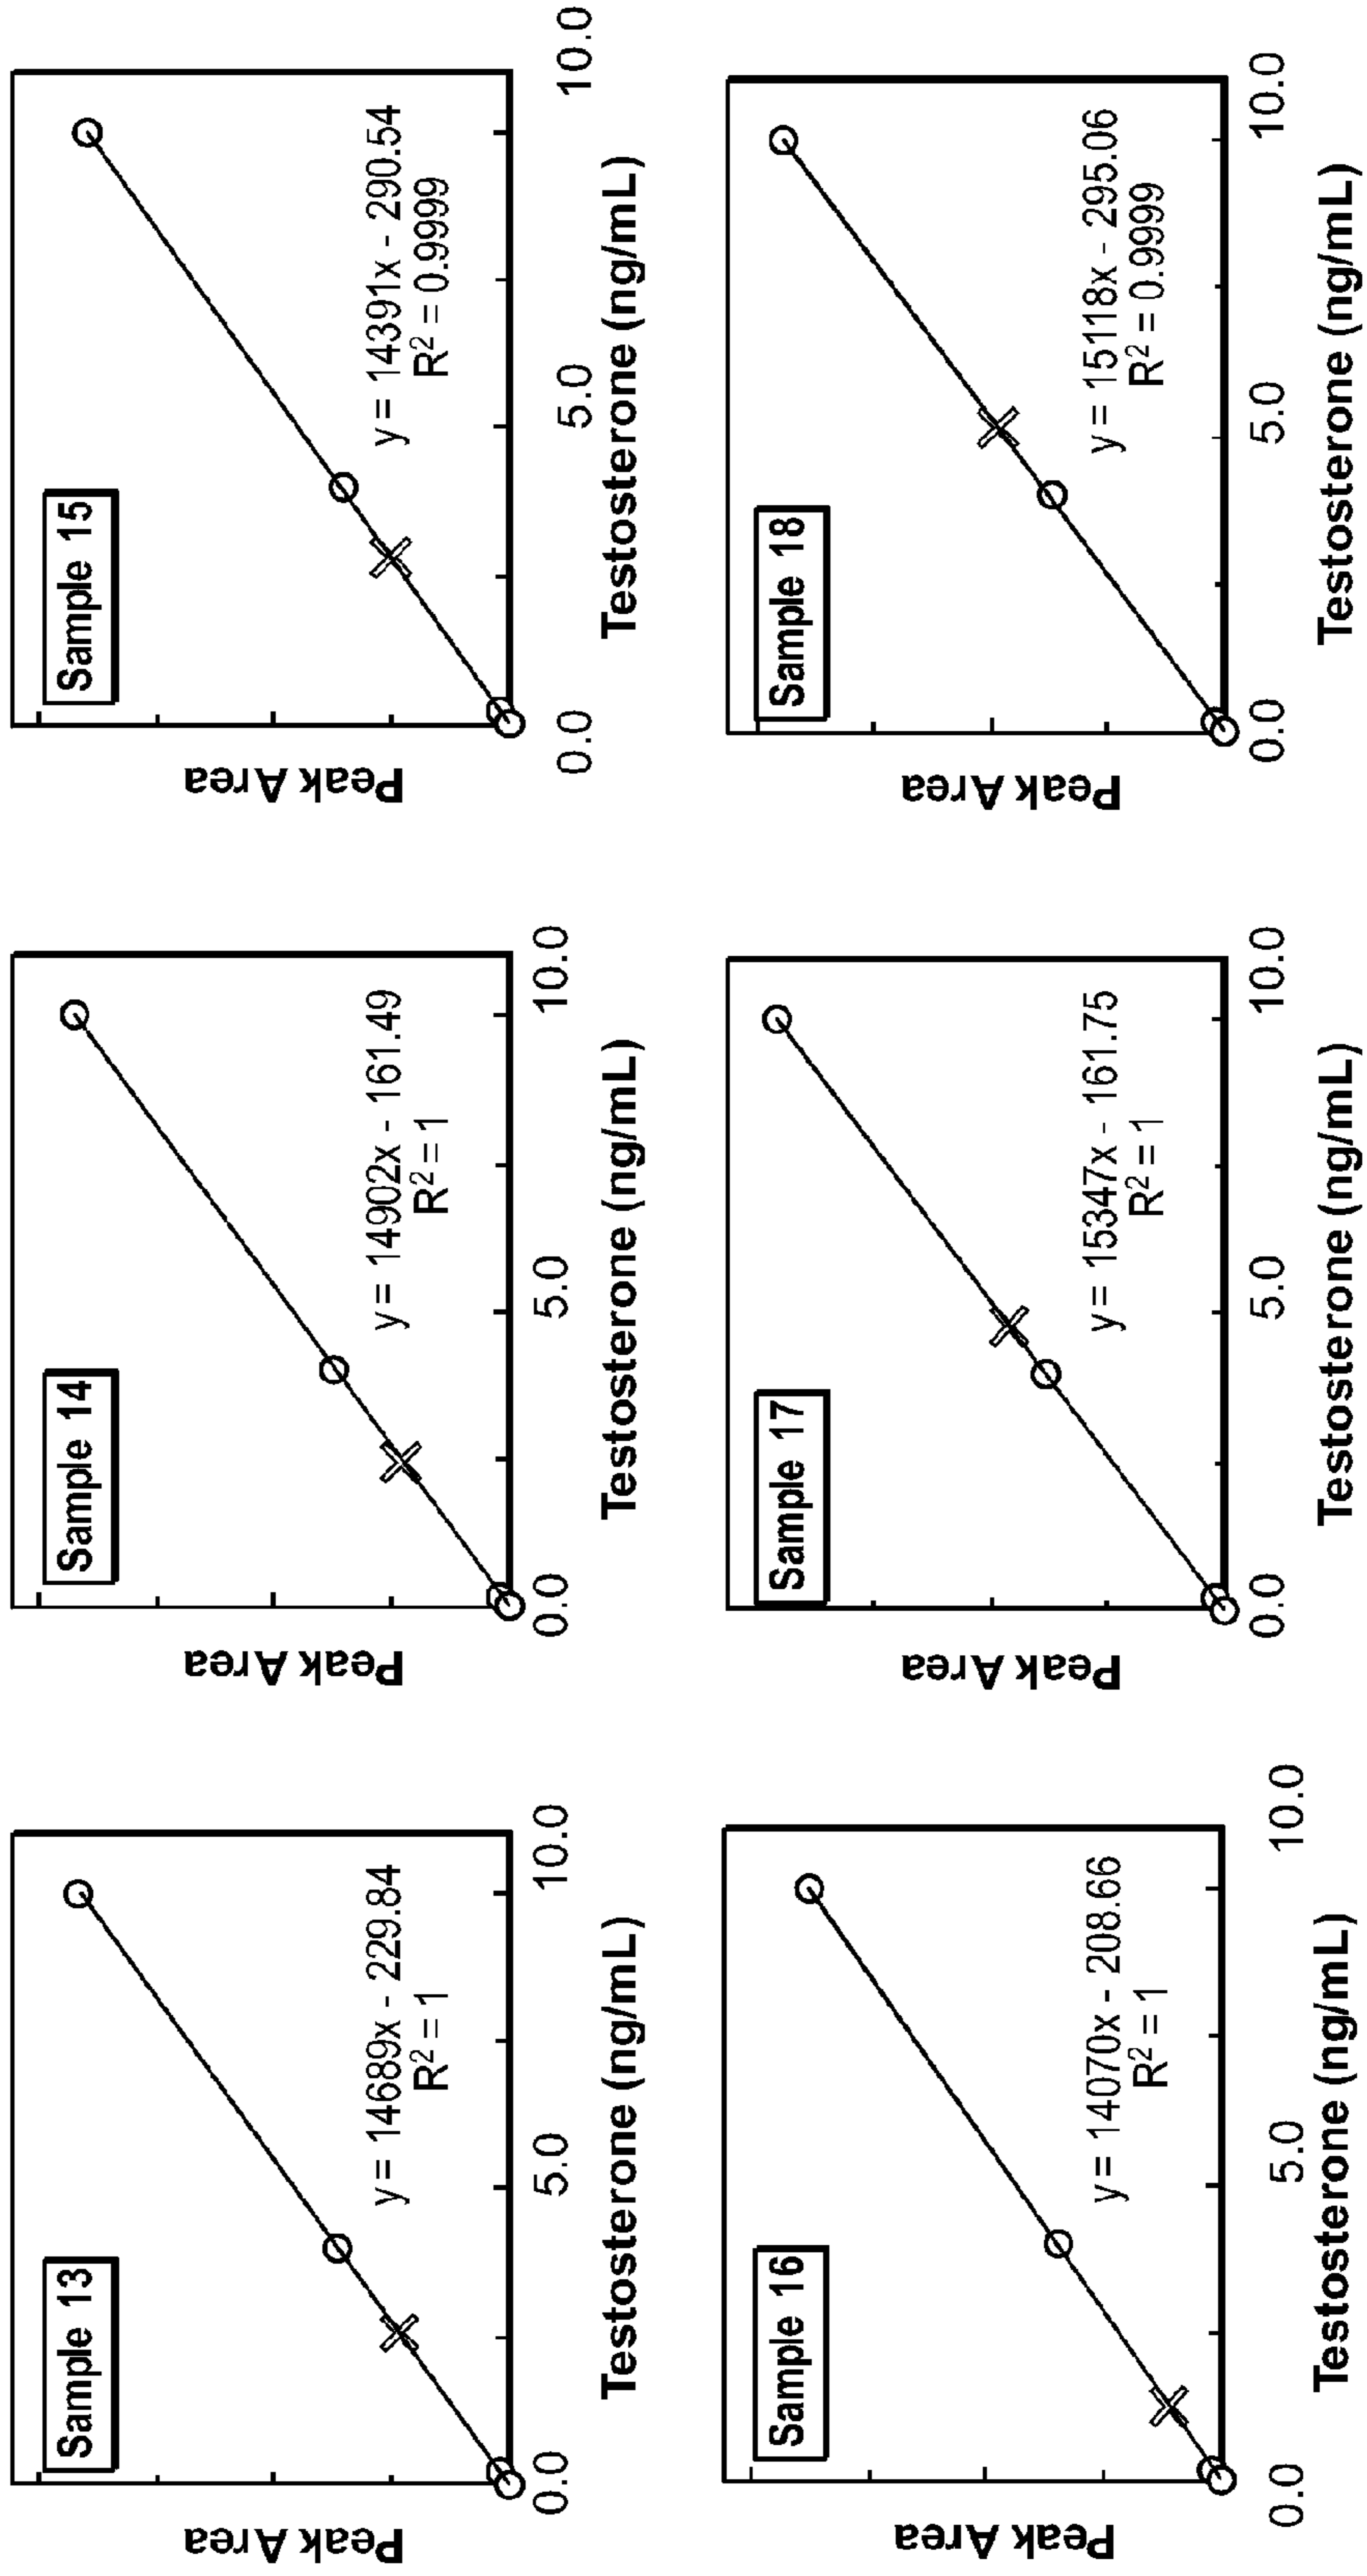 Sample 13
Peak Area
y = 14689x - 229.84
R² = 1
0.0 5.0 10.0
Testosterone (ng/mL)
Sample 14
Peak Area
y = 14902x - 161.49
R² = 1
0.0 5.0 10.0
Testosterone (ng/mL)
Sample 15
Peak Area
y = 14391x - 290.54
R² = 0.9999
0.0 5.0 10.0
Testosterone (ng/mL)
Sample 16
Peak Area
y = 14070x - 208.66
R² = 1
0.0 5.0 10.0
Testosterone (ng/mL)
Sample 17
Peak Area
y = 15347x - 161.75
R² = 1
0.0 5.0 10.0
Testosterone (ng/mL)
Sample 18
Peak Area
y = 15118x - 295.06
R² = 0.9999
0.0 5.0 10.0
Testosterone (ng/mL)